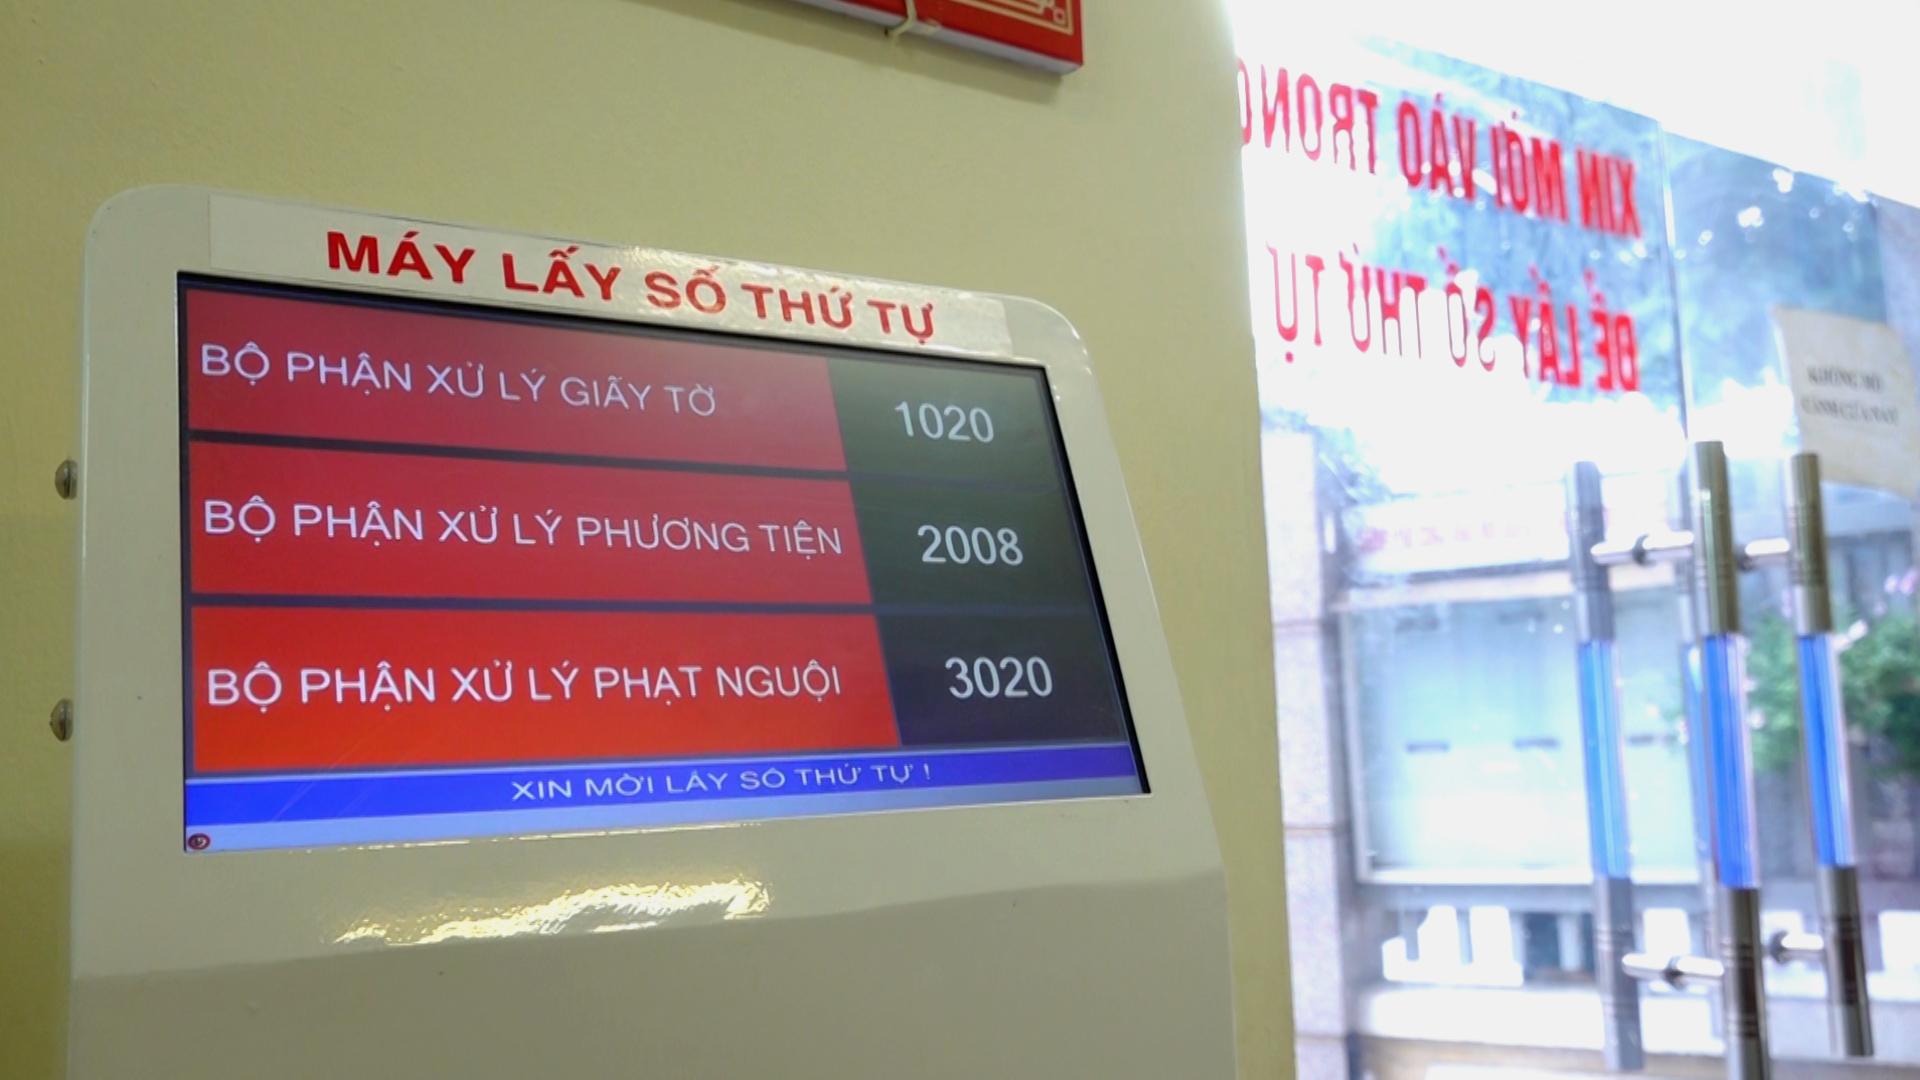 MÁY LẤY SỐ THỨ TỰ
BỘ PHẬN XỬ LÝ GIẤY TỜ 1020
BỘ PHẬN XỬ LÝ PHƯƠNG TIỆN 2008
BỘ PHẬN XỬ LÝ PHẠT NGUỘI 3020
XIN MỜI LẤY SỐ THỨ TỰ !
XIN MỜI VÀO TRONG
ĐỂ LẤY SỐ THỨ TỰ